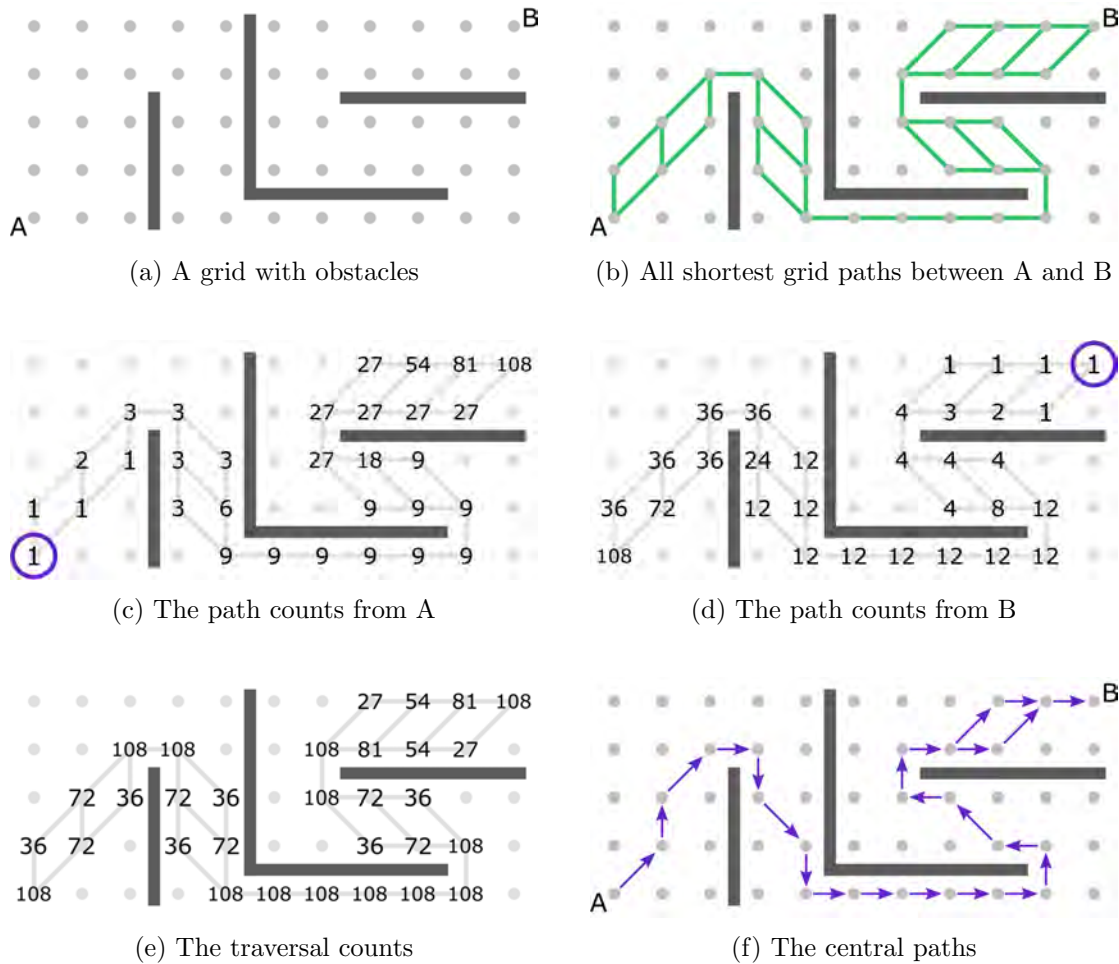 B B
A A
(a) A grid with obstacles (b) All shortest grid paths between A and B
27 54 81 108 1 1 1 1
3 3 27 27 27 27 36 36 4 3 2 1
2 1 3 3 27 18 9 36 36 24 12 4 4 4
1 1 3 6 9 9 9 36 72 12 12 4 8 12
1 9 9 9 9 9 9 108 12 12 12 12 12 12
(c) The path counts from A (d) The path counts from B
27 54 81 108 B
108 108 108 81 54 27
72 36 72 36 108 72 36
36 72 36 72 36 72 108
108 108 108 108 108 108 108 A
(e) The traversal counts (f) The central paths